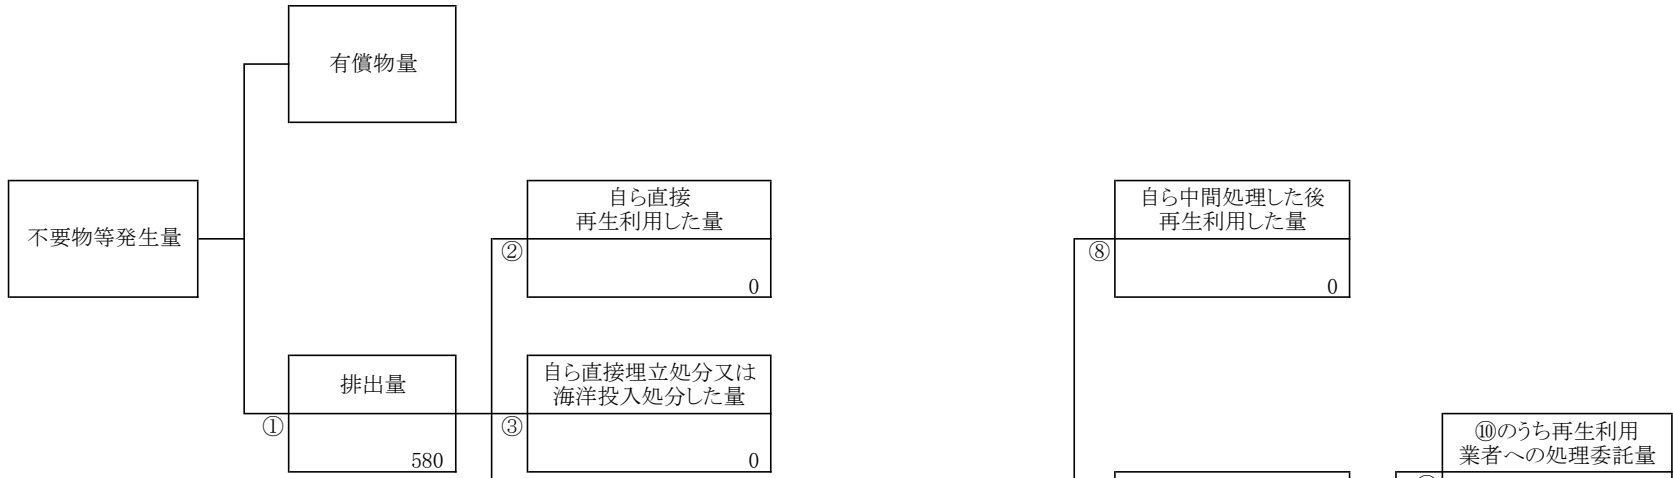 有償物量
不要物等発生量
自ら直接
再生利用した量
②
0
自ら中間処理した後
再生利用した量
⑧
0
排出量
①
580
自ら直接埋立処分又は
海洋投入処分した量
③
0
⑩のうち再生利用
業者への処理委託量